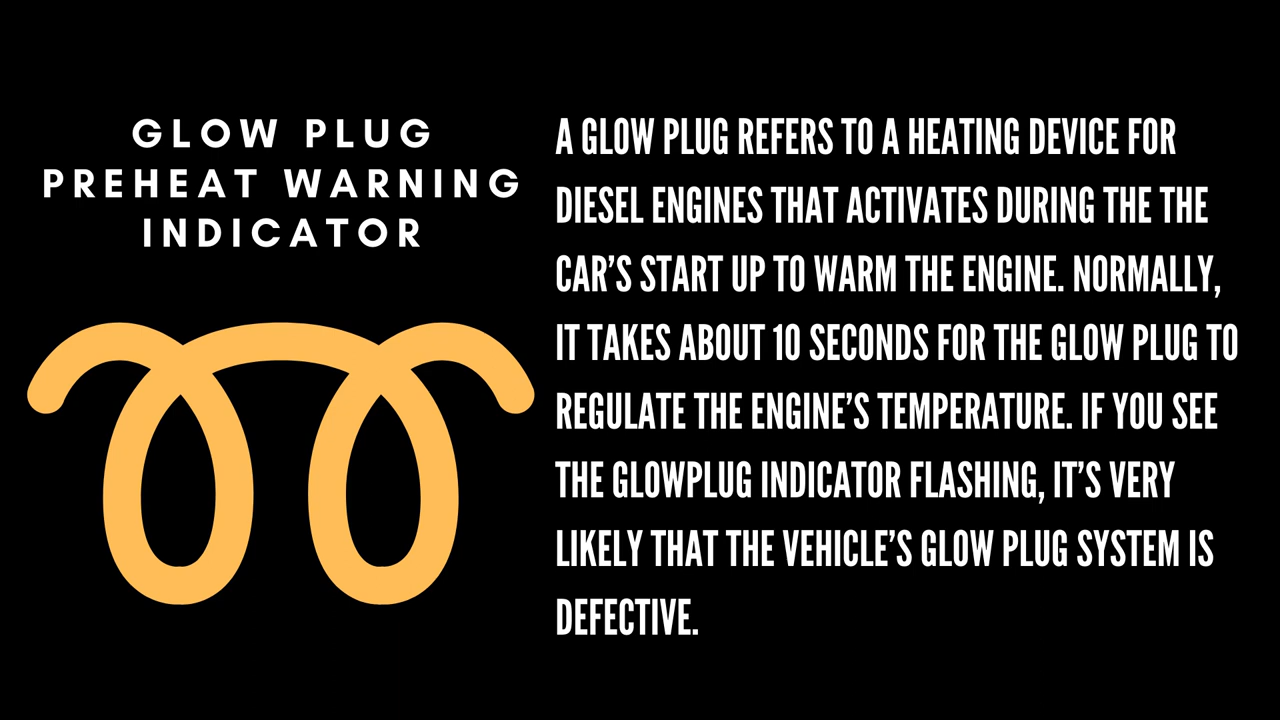 GLOW PLUG
PREHEAT WARNING
INDICATOR
A GLOW PLUG REFERS TO A HEATING DEVICE FOR
DIESEL ENGINES THAT ACTIVATES DURING THE THE
CAR'S START UP TO WARM THE ENGINE. NORMALLY,
IT TAKES ABOUT 10 SECONDS FOR THE GLOW PLUG TO
REGULATE THE ENGINE'S TEMPERATURE. IF YOU SEE
THE GLOWPLUG INDICATOR FLASHING, IT'S VERY
LIKELY THAT THE VEHICLE'S GLOW PLUG SYSTEM IS
DEFECTIVE.